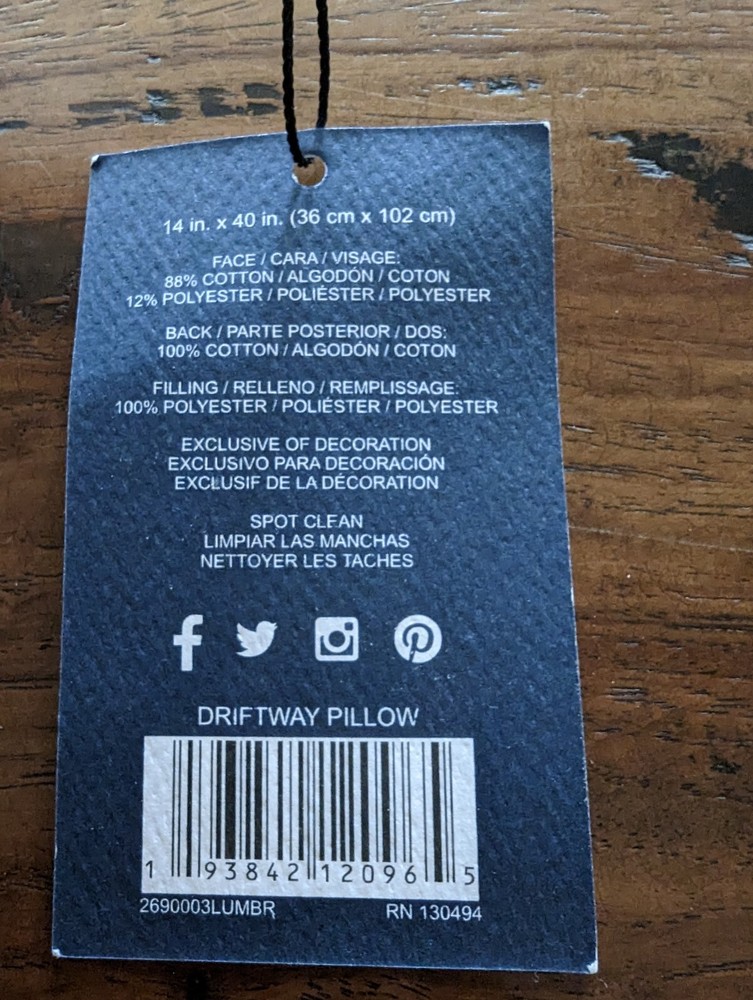 14 in. x 40 in. (36 cm x 102 cm)
FACE / CARA / VISAGE:
88% COTTON / ALGODÓN / COTON
12% POLYESTER / POLIÉSTER / POLYESTER
BACK / PARTE POSTERIOR / DOS:
100% COTTON / ALGODÓN / COTON
FILLING / RELLENO / REMPLISSAGE:
100% POLYESTER / POLIÉSTER / POLYESTER
EXCLUSIVE OF DECORATION
EXCLUSIVO PARA DECORACIÓN
EXCLUSIF DE LA DÉCORATION
SPOT CLEAN
LIMPIAR LAS MANCHAS
NETTOYER LES TACHES
DRIFTWAY PILLOW
1 93842 12096 5
2690003LUMBR RN 130494